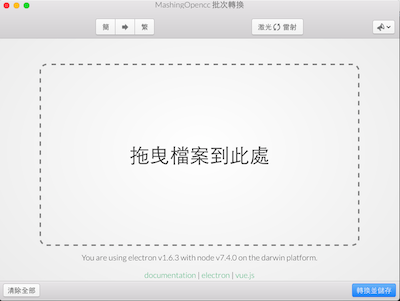 MashingOpencc 批次轉換
簡 繁
激光 雷射
拖曳檔案到此處
You are using electron v1.6.3 with node v7.4.0 on the darwin platform.
documentation | electron | vue.js
清除全部 轉換並儲存